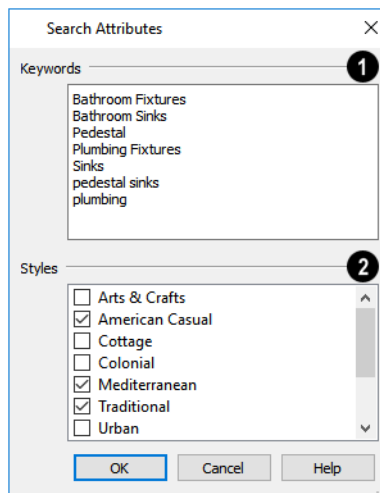 Search Attributes
Keywords
1
Bathroom Fixtures
Bathroom Sinks
Pedestal
Plumbing Fixtures
Sinks
pedestal sinks
plumbing
Styles
2
Arts & Crafts
American Casual
Cottage
Colonial
Mediterranean
Traditional
Urban
OK Cancel Help